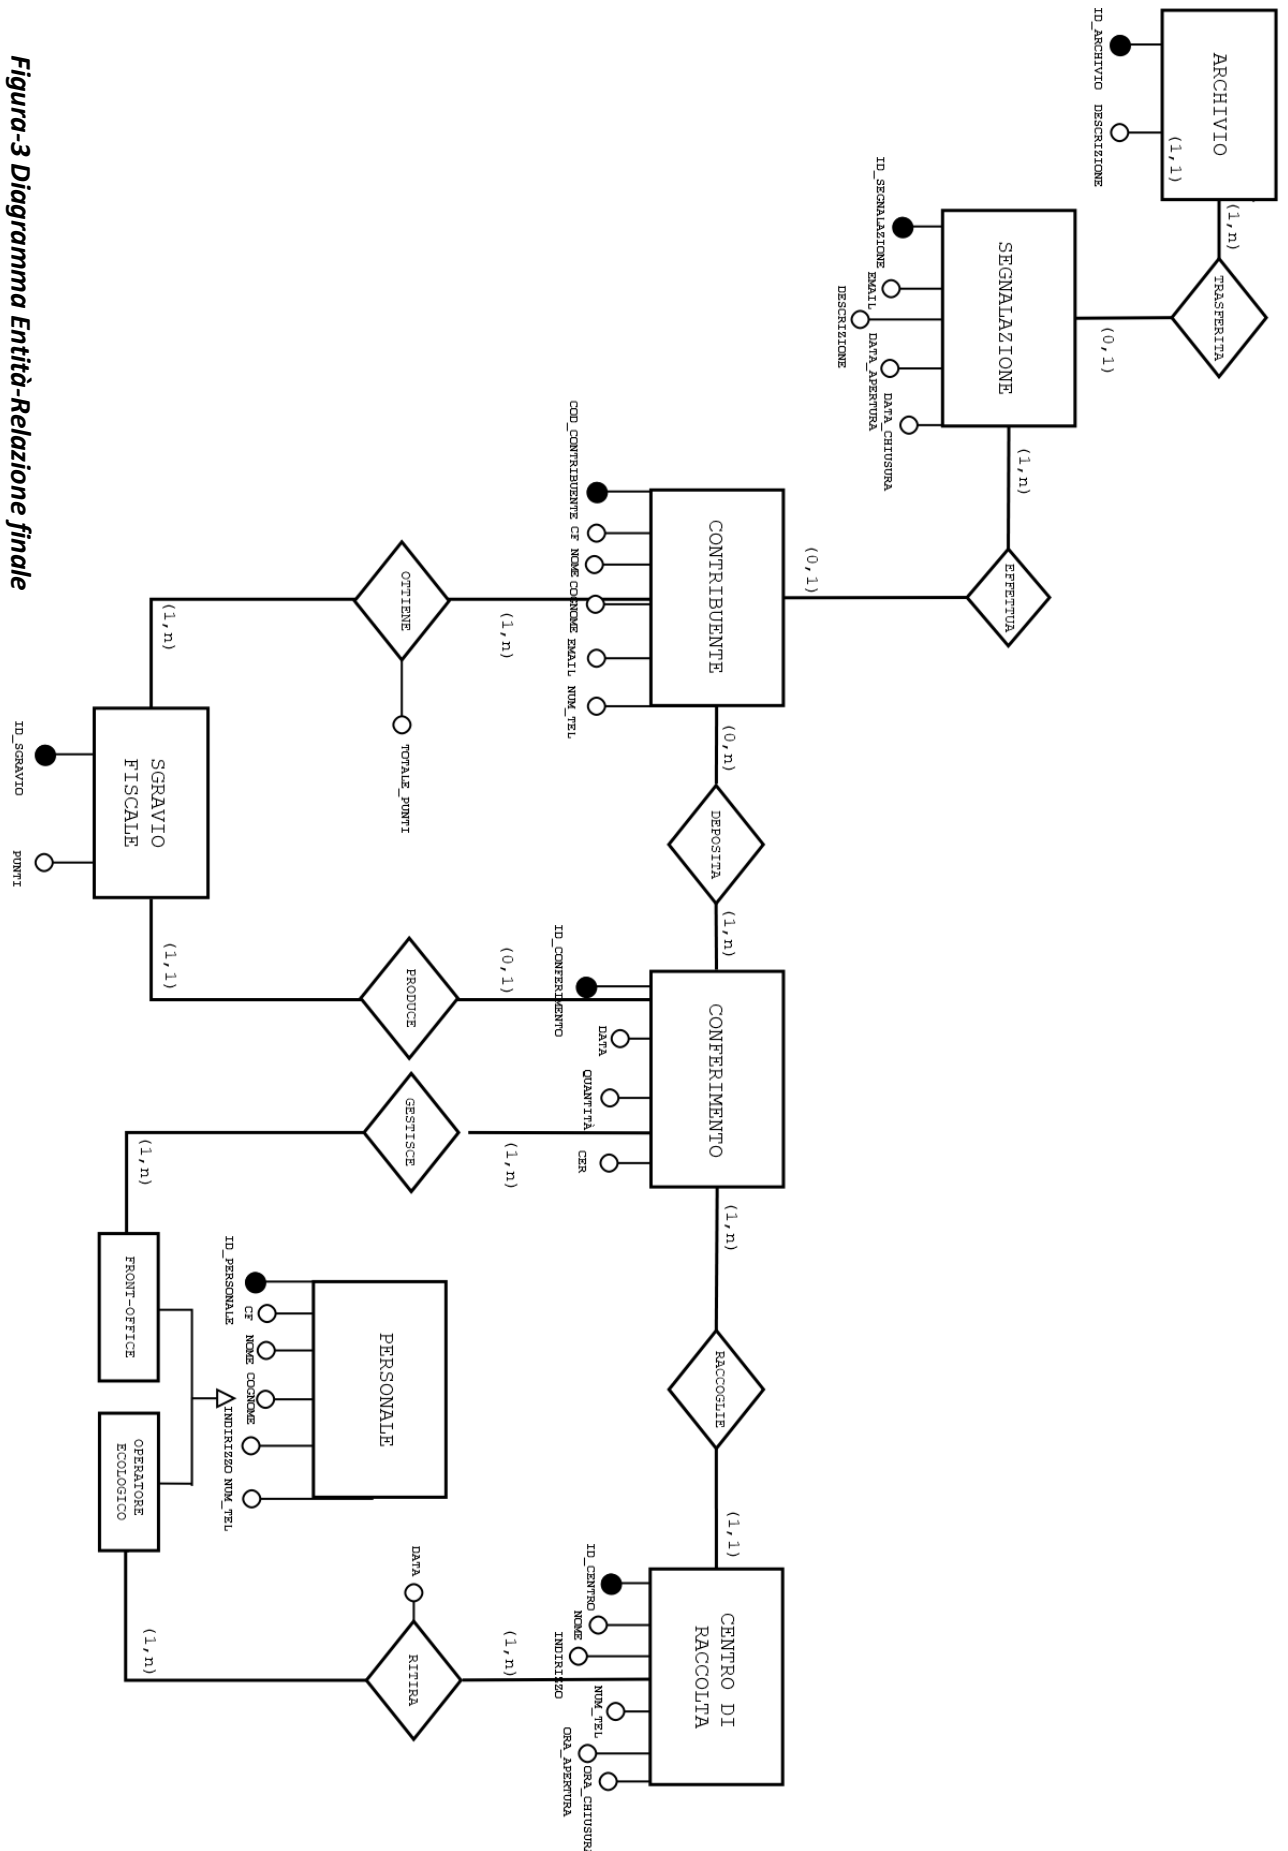 ARCHIVIO
ID_ARCHIVIO
DESCRIZIONE
(1,1)
(1,n)
TRASFERITA
(0,1)
SEGNALAZIONE
ID_SEGNALAZIONE
EMAIL
DESCRIZIONE
DATA_APERTURA
DATA_CHIUSURA
(1,n)
EFFETTUA
(0,1)
CONTRIBUENTE
COD_CONTRIBUENTE
CF
NOME
COGNOME
EMAIL
NUM_TEL
(0,n)
DEPOSITA
(1,n)
CONFERIMENTO
ID_CONFERIMENTO
DATA
QUANTITÀ
CER
(1,n)
RACCOGLIE
(1,1)
CENTRO DI
RACCOLTA
ID_CENTRO
NOME
INDIRISZO
NUM_TEL
ORA_APERTURA
ORA_CHIUSURA
(1,n)
OTTIENE
TOTALE_PUNTI
(1,n)
SGRAVIO
FISCALE
ID_SGRAVIO
PUNTI
(1,1)
PRODUCE
(0,1)
(1,n)
GESTISCE
(1,n)
FRONT-OFFICE
PERSONALE
ID_PERSONALE
CF
NOME
COGNOME
INDIRIZZO
NUM_TEL
OPERATORE
ECOLOGICO
(1,n)
RITIRA
DATA
(1,n)
Figura-3 Diagramma Entità-Relazione finale